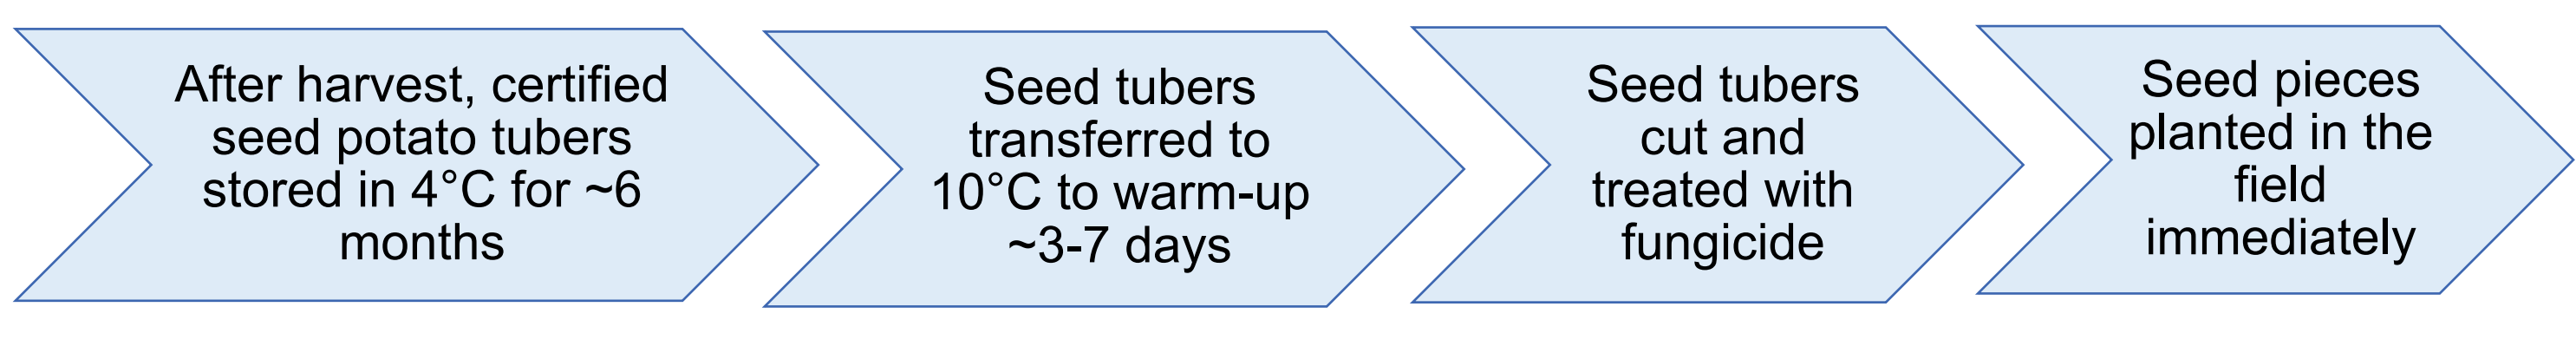 After harvest, certified
seed potato tubers
stored in 4°C for ~6
months
Seed tubers
transferred to
10°C to warm-up
~3-7 days
Seed tubers
cut and
treated with
fungicide
Seed pieces
planted in the
field
immediately